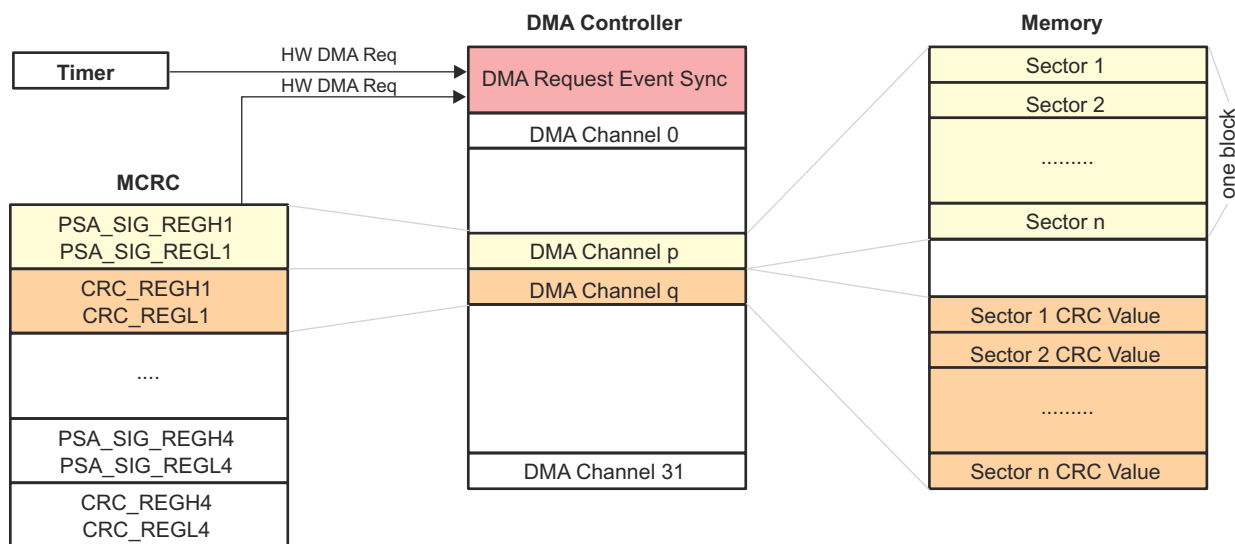 DMA Controller
Memory
Timer
HW DMA Req
HW DMA Req
DMA Request Event Sync
DMA Channel 0
DMA Channel p
DMA Channel q
DMA Channel 31
MCRC
PSA_SIG_REGH1
PSA_SIG_REGL1
CRC_REGH1
CRC_REGL1
....
PSA_SIG_REGH4
PSA_SIG_REGL4
CRC_REGH4
CRC_REGL4
Sector 1
Sector 2
.........
Sector n
one block
Sector 1 CRC Value
Sector 2 CRC Value
.........
Sector n CRC Value